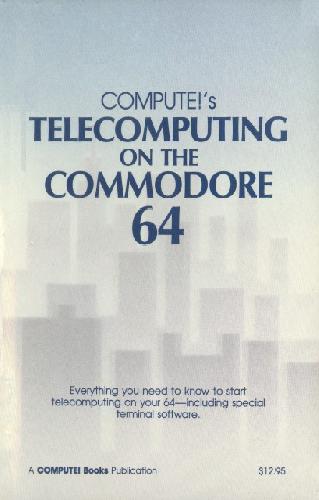 COMPUTE!'s
TELECOMPUTING
ON THE
COMMODORE
64
Everything you need to know to start
telecomputing on your 64—including special
terminal software.
A COMPUTE! Books Publication
$12.95